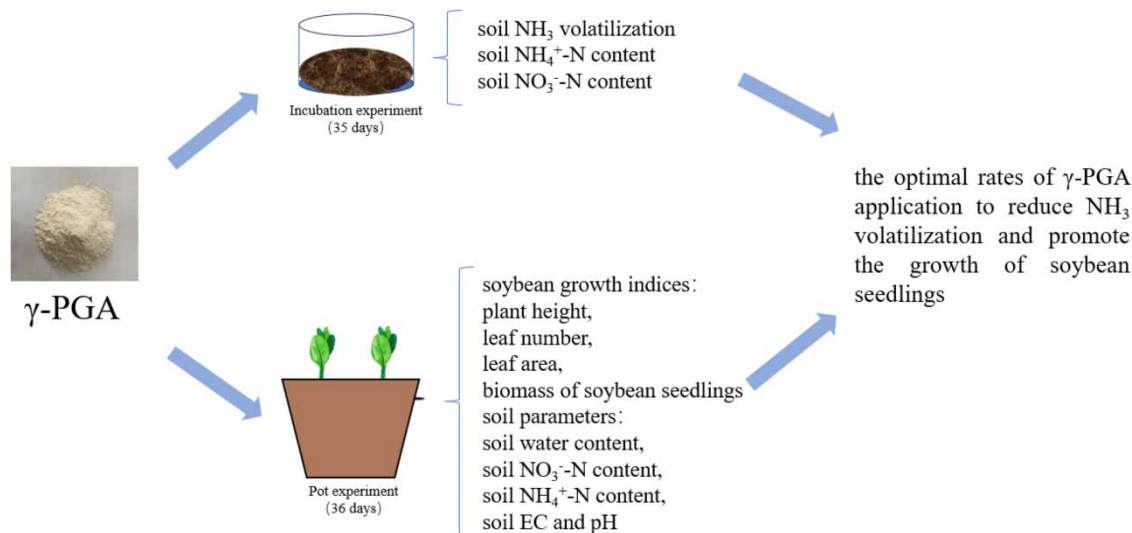 soil NH₃ volatilization
soil NH₄⁺-N content
soil NO₃⁻-N content
Incubation experiment
(35 days)
γ-PGA
the optimal rates of γ-PGA
application to reduce NH₃
volatilization and promote
the growth of soybean
seedlings
soybean growth indices:
plant height,
leaf number,
leaf area,
biomass of soybean seedlings
soil parameters:
soil water content,
soil NO₃⁻-N content,
soil NH₄⁺-N content,
soil EC and pH
Pot experiment
(36 days)